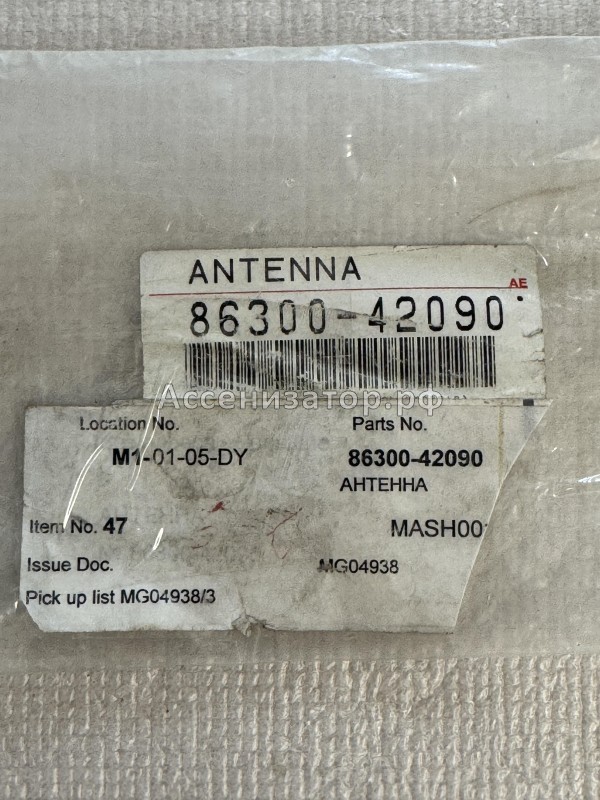 ANTENNA
AE
86300-42090
Ассенизатор.рф
Location No. Parts No.
M1-01-05-DY 86300-42090
АНТЕННА
Item No. 47 MASH00
Issue Doc. MG04938
Pick up list MG04938/3